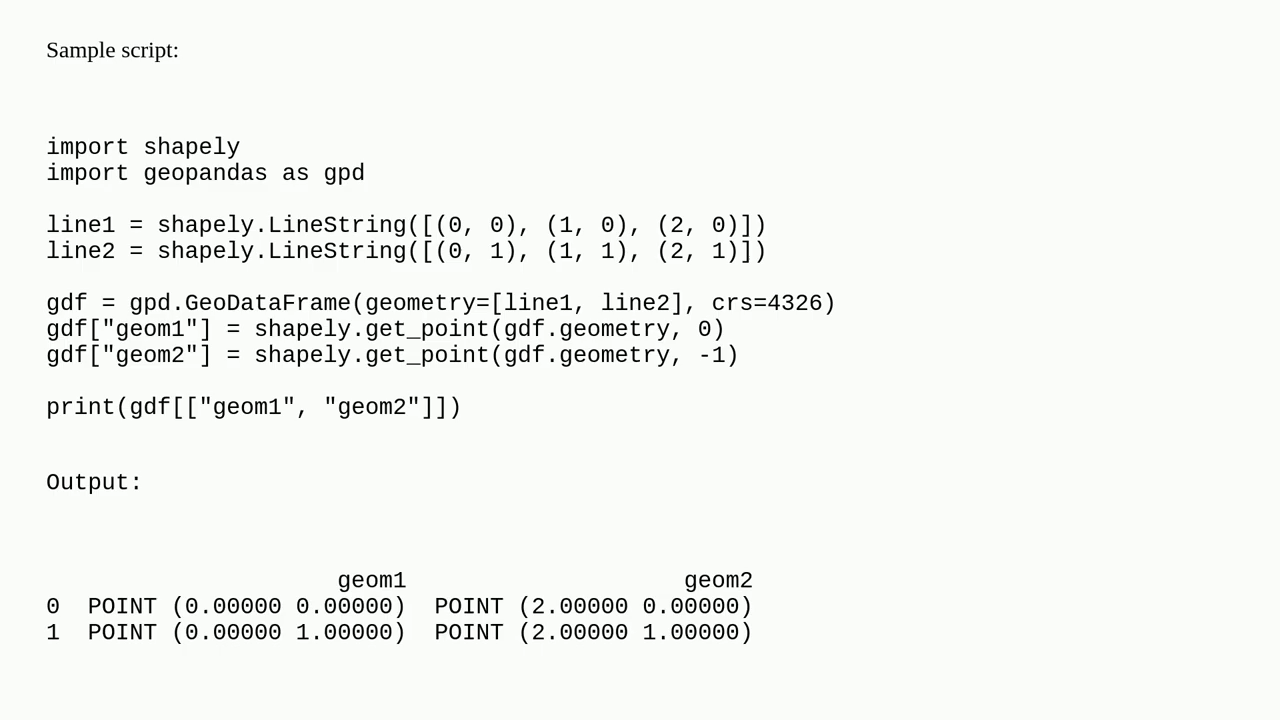 Sample script:
import shapely
import geopandas as gpd
line1 = shapely.LineString([(0, 0), (1, 0), (2, 0)])
line2 = shapely.LineString([(0, 1), (1, 1), (2, 1)])
gdf = gpd.GeoDataFrame(geometry=[line1, line2], crs=4326)
gdf["geom1"] = shapely.get_point(gdf.geometry, 0)
gdf["geom2"] = shapely.get_point(gdf.geometry, -1)
print(gdf[["geom1", "geom2"]])
Output:
                     geom1                    geom2
0  POINT (0.00000 0.00000)  POINT (2.00000 0.00000)
1  POINT (0.00000 1.00000)  POINT (2.00000 1.00000)